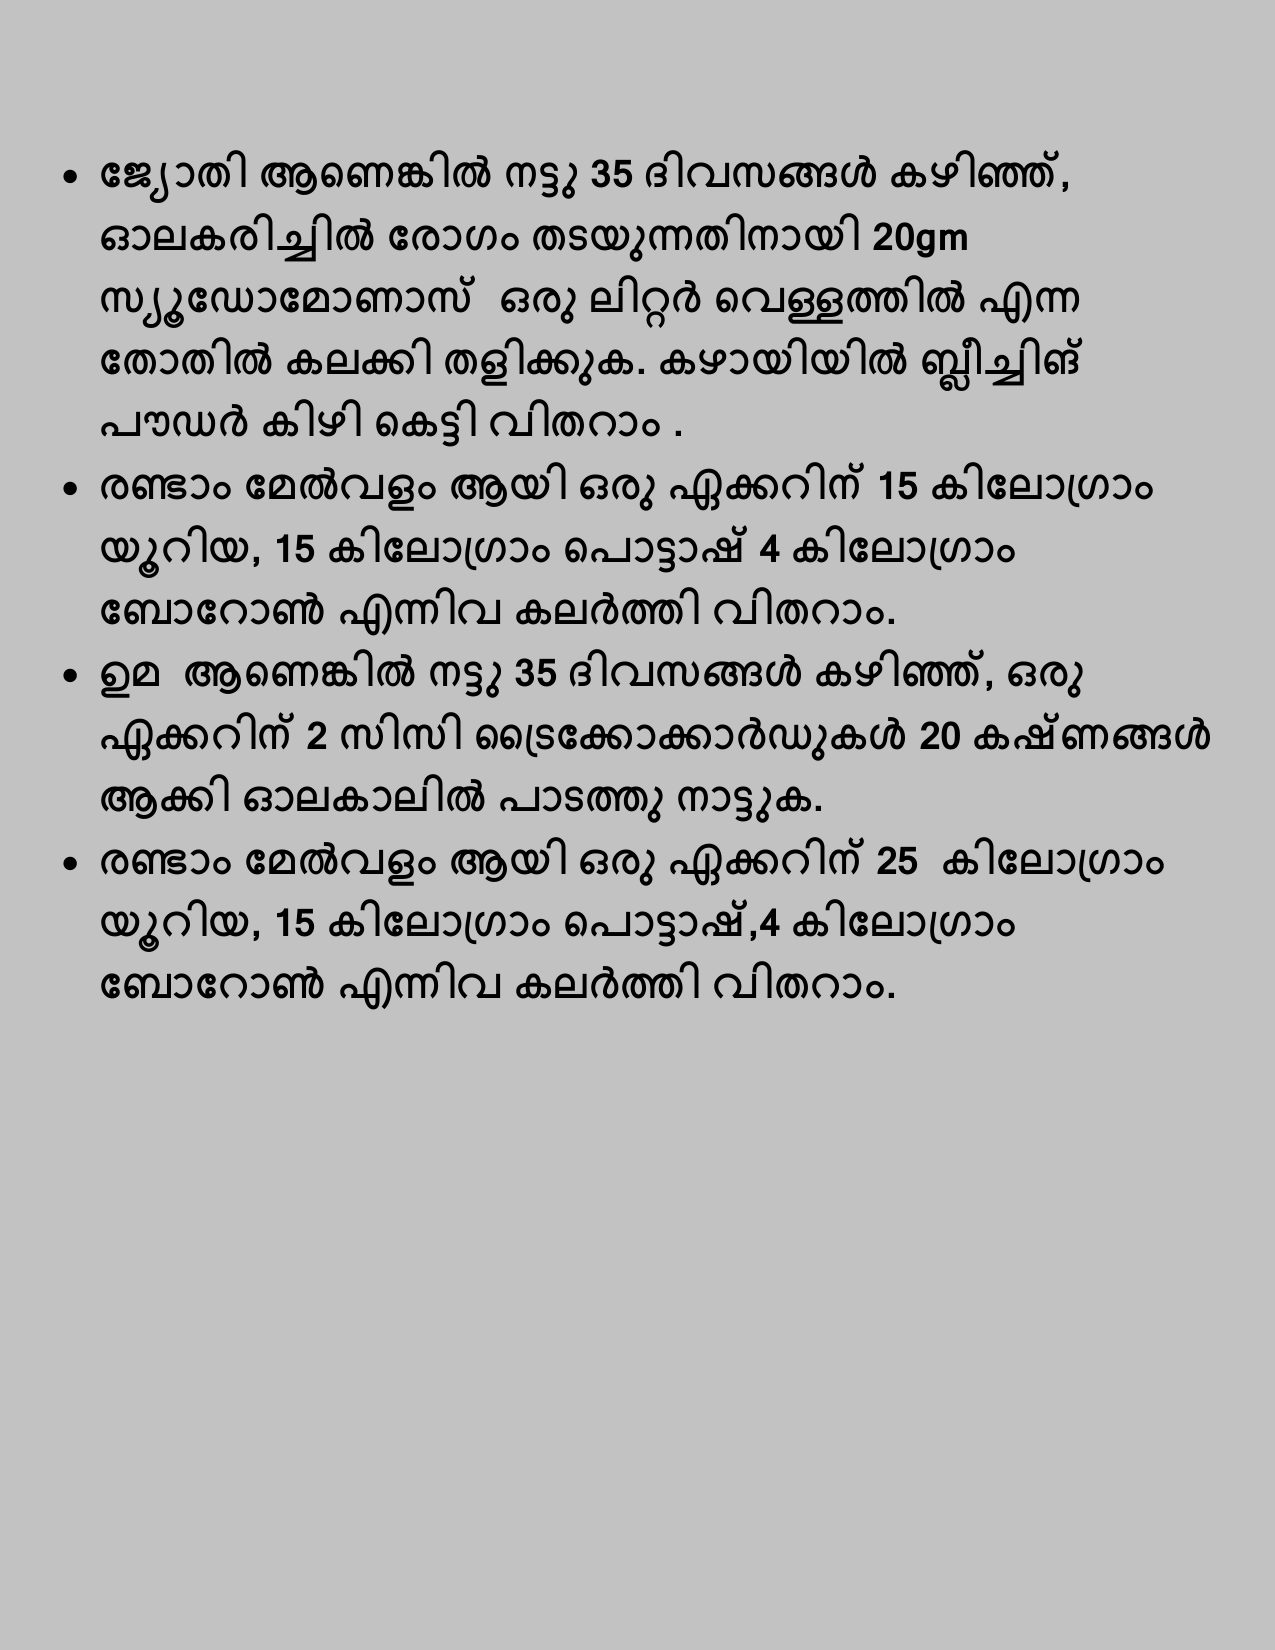 • ജ്യോതി ആണെങ്കിൽ നട്ടു 35 ദിവസങ്ങൾ കഴിഞ്ഞ്,
ഓലകരിച്ചിൽ രോഗം തടയുന്നതിനായി 20gm
സ്യൂഡോമോണാസ്  ഒരു ലിറ്റർ വെള്ളത്തിൽ എന്ന
തോതിൽ കലക്കി തളിക്കുക. കഴായിയിൽ ബ്ലീച്ചിങ്
പൗഡർ കിഴി കെട്ടി വിതറാം .
• രണ്ടാം മേൽവളം ആയി ഒരു ഏക്കറിന് 15 കിലോഗ്രാം
യൂറിയ, 15 കിലോഗ്രാം പൊട്ടാഷ് 4 കിലോഗ്രാം
ബോറോൺ എന്നിവ കലർത്തി വിതറാം.
• ഉമ  ആണെങ്കിൽ നട്ടു 35 ദിവസങ്ങൾ കഴിഞ്ഞ്, ഒരു
ഏക്കറിന് 2 സിസി ട്രൈക്കോക്കാർഡുകൾ 20 കഷ്ണങ്ങൾ
ആക്കി ഓലകാലിൽ പാടത്തു നാട്ടുക.
• രണ്ടാം മേൽവളം ആയി ഒരു ഏക്കറിന് 25  കിലോഗ്രാം
യൂറിയ, 15 കിലോഗ്രാം പൊട്ടാഷ്,4 കിലോഗ്രാം
ബോറോൺ എന്നിവ കലർത്തി വിതറാം.